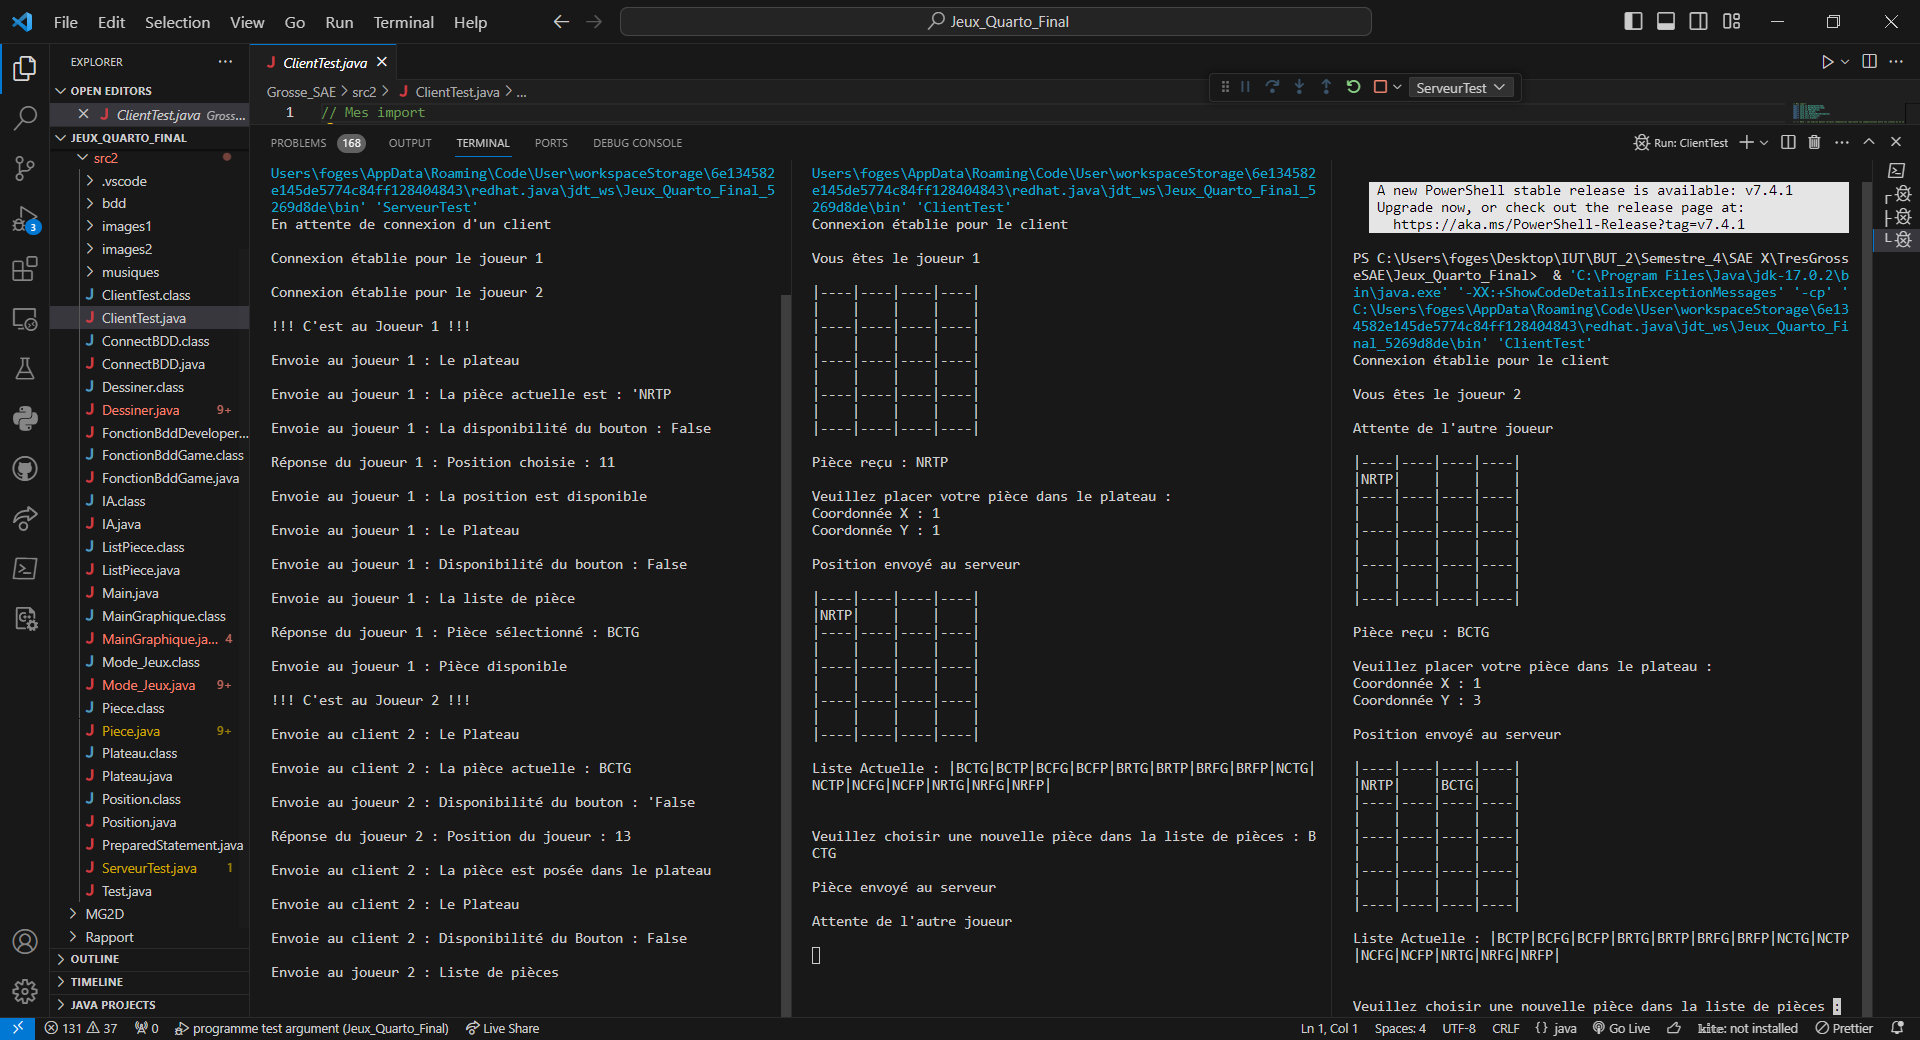 File Edit Selection View Go Run Terminal Help
Jeux_Quarto_Final
EXPLORER
OPEN EDITORS
ClientTest.java Gross...
JEUX_QUARTO_FINAL
src2
.vscode
bdd
images1
images2
musiques
ClientTest.class
ClientTest.java
ConnectBDD.class
ConnectBDD.java
Dessiner.class
Dessiner.java 9+
FonctionBddDeveloper...
FonctionBddGame.class
FonctionBddGame.java
IA.class
IA.java
ListPiece.class
ListPiece.java
Main.java
MainGraphique.class
MainGraphique.ja... 4
Mode_Jeux.class
Mode_Jeux.java 9+
Piece.class
Piece.java 9+
Plateau.class
Plateau.java
Position.class
Position.java
PreparedStatement.java
ServeurTest.java 1
Test.java
MG2D
Rapport
OUTLINE
TIMELINE
JAVA PROJECTS
3
ClientTest.java
Grosse_SAE > src2 > ClientTest.java > ...
ServeurTest
1 // Mes import
PROBLEMS 168 OUTPUT TERMINAL PORTS DEBUG CONSOLE
Run: ClientTest
Users\foges\AppData\Roaming\Code\User\workspaceStorage\6e134582
e145de5774c84ff128404843\redhat.java\jdt_ws\Jeux_Quarto_Final_5
269d8de\bin' 'ServeurTest'
En attente de connexion d'un client
Connexion établie pour le joueur 1
Connexion établie pour le joueur 2
!!! C'est au Joueur 1 !!!
Envoie au joueur 1 : Le plateau
Envoie au joueur 1 : La pièce actuelle est : 'NRTP
Envoie au joueur 1 : La disponibilité du bouton : False
Réponse du joueur 1 : Position choisie : 11
Envoie au joueur 1 : La position est disponible
Envoie au joueur 1 : Le Plateau
Envoie au joueur 1 : Disponibilité du bouton : False
Envoie au joueur 1 : La liste de pièce
Réponse du joueur 1 : Pièce sélectionné : BCTG
Envoie au joueur 1 : Pièce disponible
!!! C'est au Joueur 2 !!!
Envoie au client 2 : Le Plateau
Envoie au client 2 : La pièce actuelle : BCTG
Envoie au joueur 2 : Disponibilité du bouton : 'False
Réponse du joueur 2 : Position du joueur : 13
Envoie au client 2 : La pièce est posée dans le plateau
Envoie au client 2 : Le Plateau
Envoie au client 2 : Disponibilité du Bouton : False
Envoie au joueur 2 : Liste de pièces
Users\foges\AppData\Roaming\Code\User\workspaceStorage\6e134582
e145de5774c84ff128404843\redhat.java\jdt_ws\Jeux_Quarto_Final_5
269d8de\bin' 'ClientTest'
Connexion établie pour le client
Vous êtes le joueur 1
|----|----|----|----|
|    |    |    |    |
|----|----|----|----|
|    |    |    |    |
|----|----|----|----|
|    |    |    |    |
|----|----|----|----|
|    |    |    |    |
|----|----|----|----|
Pièce reçu : NRTP
Veuillez placer votre pièce dans le plateau :
Coordonnée X : 1
Coordonnée Y : 1
Position envoyé au serveur
|----|----|----|----|
|NRTP|    |    |    |
|----|----|----|----|
|    |    |    |    |
|----|----|----|----|
|    |    |    |    |
|----|----|----|----|
|    |    |    |    |
|----|----|----|----|
Liste Actuelle : |BCTG|BCTP|BCFG|BCFP|BRTG|BRTP|BRFG|BRFP|NCTG|
NCTP|NCFG|NCFP|NRTG|NRFG|NRFP|
Veuillez choisir une nouvelle pièce dans la liste de pièces : B
CTG
Pièce envoyé au serveur
Attente de l'autre joueur
A new PowerShell stable release is available: v7.4.1
Upgrade now, or check out the release page at:
https://aka.ms/PowerShell-Release?tag=v7.4.1
PS C:\Users\foges\Desktop\IUT\BUT_2\Semestre_4\SAE X\TresGross
eSAE\Jeux_Quarto_Final> & 'C:\Program Files\Java\jdk-17.0.2\b
in\java.exe' '-XX:+ShowCodeDetailsInExceptionMessages' '-cp' '
C:\Users\foges\AppData\Roaming\Code\User\workspaceStorage\6e13
4582e145de5774c84ff128404843\redhat.java\jdt_ws\Jeux_Quarto_Fi
nal_5269d8de\bin' 'ClientTest'
Connexion établie pour le client
Vous êtes le joueur 2
Attente de l'autre joueur
|----|----|----|----|
|NRTP|    |    |    |
|----|----|----|----|
|    |    |    |    |
|----|----|----|----|
|    |    |    |    |
|----|----|----|----|
|    |    |    |    |
|----|----|----|----|
Pièce reçu : BCTG
Veuillez placer votre pièce dans le plateau :
Coordonnée X : 1
Coordonnée Y : 3
Position envoyé au serveur
|----|----|----|----|
|NRTP|    |BCTG|    |
|----|----|----|----|
|    |    |    |    |
|----|----|----|----|
|    |    |    |    |
|----|----|----|----|
|    |    |    |    |
|----|----|----|----|
Liste Actuelle : |BCTP|BCFG|BCFP|BRTG|BRTP|BRFG|BRFP|NCTG|NCTP
|NCFG|NCFP|NRTG|NRFG|NRFP|
Veuillez choisir une nouvelle pièce dans la liste de pièces :
131 37 0 programme test argument (Jeux_Quarto_Final) Live Share Ln 1, Col 1 Spaces: 4 UTF-8 CRLF {} java Go Live kite: not installed Prettier